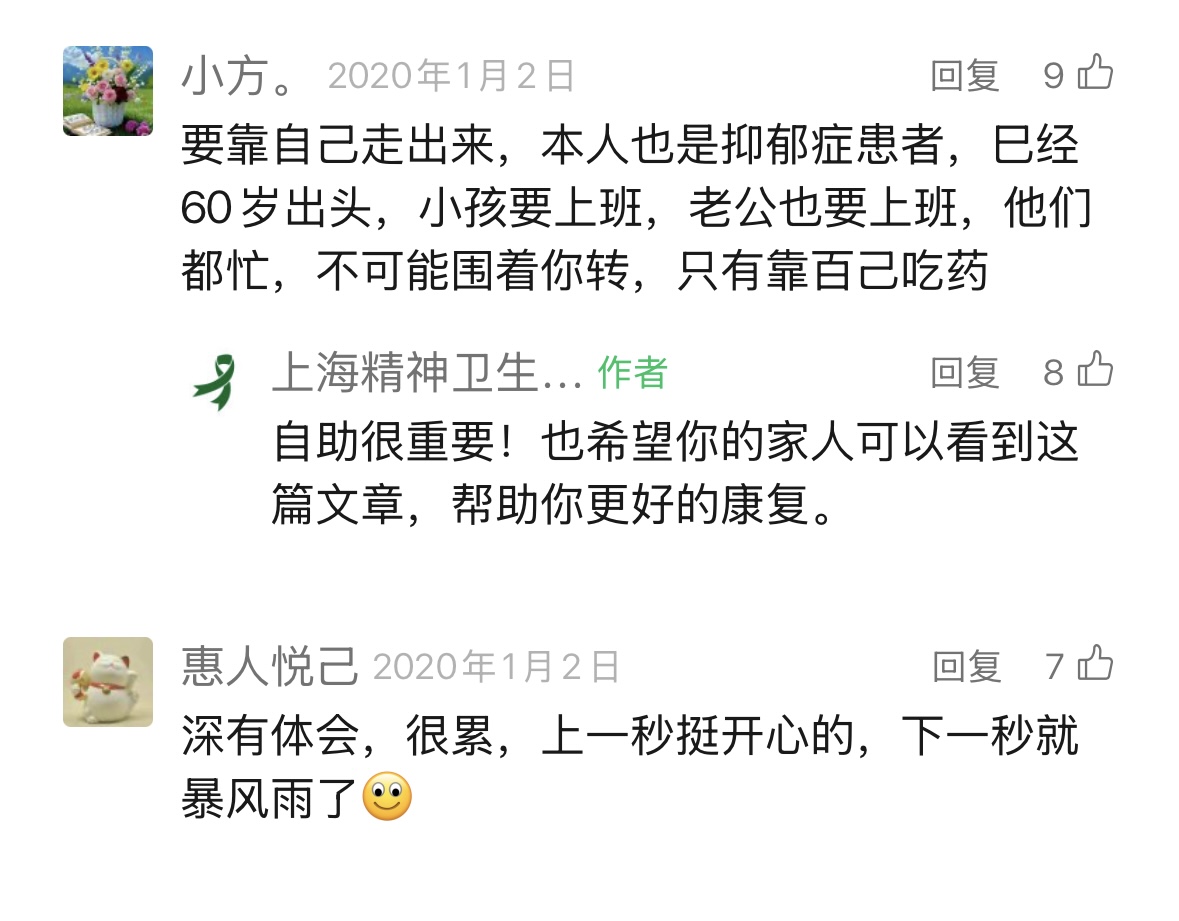 小方。 2020年1月2日 回复 9
要靠自己走出来，本人也是抑郁症患者，巳经
60岁出头，小孩要上班，老公也要上班，他们
都忙，不可能围着你转，只有靠百己吃药
上海精神卫生... 作者 回复 8
自助很重要！也希望你的家人可以看到这
篇文章，帮助你更好的康复。
惠人悦己 2020年1月2日 回复 7
深有体会，很累，上一秒挺开心的，下一秒就
暴风雨了🙂